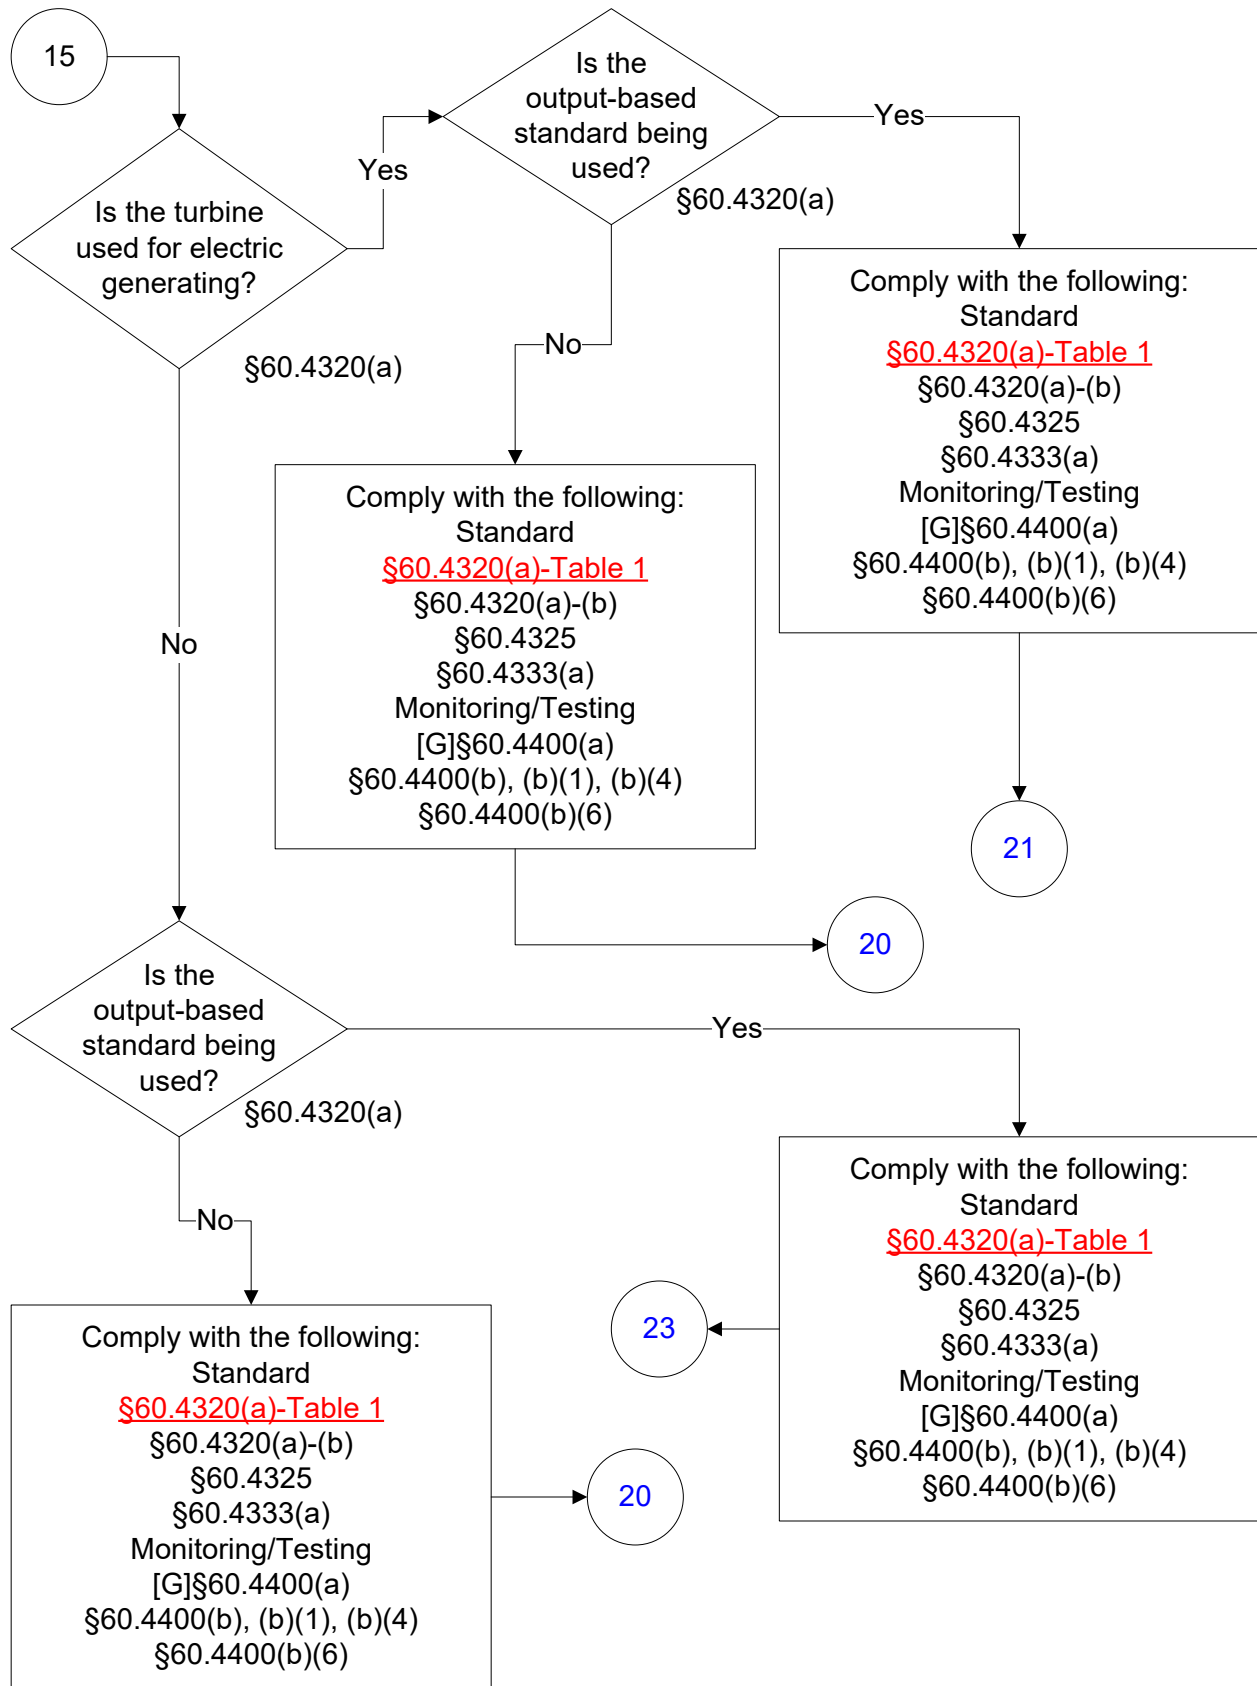 15
Is the turbine
used for electric
generating?
§60.4320(a)
Yes
Is the
output-based
standard being
used?
§60.4320(a)
Yes
Comply with the following:
Standard
§60.4320(a)-Table 1
§60.4320(a)-(b)
§60.4325
§60.4333(a)
Monitoring/Testing
[G]§60.4400(a)
§60.4400(b), (b)(1), (b)(4)
§60.4400(b)(6)
21
No
Comply with the following:
Standard
§60.4320(a)-Table 1
§60.4320(a)-(b)
§60.4325
§60.4333(a)
Monitoring/Testing
[G]§60.4400(a)
§60.4400(b), (b)(1), (b)(4)
§60.4400(b)(6)
20
No
Is the
output-based
standard being
used?
§60.4320(a)
Yes
Comply with the following:
Standard
§60.4320(a)-Table 1
§60.4320(a)-(b)
§60.4325
§60.4333(a)
Monitoring/Testing
[G]§60.4400(a)
§60.4400(b), (b)(1), (b)(4)
§60.4400(b)(6)
23
No
Comply with the following:
Standard
§60.4320(a)-Table 1
§60.4320(a)-(b)
§60.4325
§60.4333(a)
Monitoring/Testing
[G]§60.4400(a)
§60.4400(b), (b)(1), (b)(4)
§60.4400(b)(6)
20